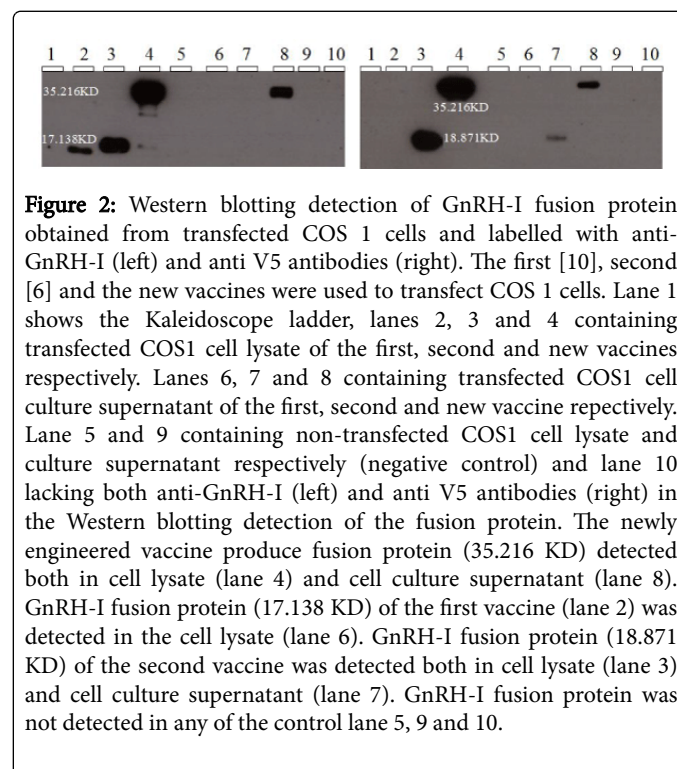 1 2 3 4 5 6 7 8 9 10 1 2 3 4 5 6 7 8 9 10
35.216KD
35.216KD
17.138KD 18.871KD
Figure 2: Western blotting detection of GnRH-I fusion protein
obtained from transfected COS 1 cells and labelled with anti-
GnRH-I (left) and anti V5 antibodies (right). The first [10], second
[6] and the new vaccines were used to transfect COS 1 cells. Lane 1
shows the Kaleidoscope ladder, lanes 2, 3 and 4 containing
transfected COS1 cell lysate of the first, second and new vaccines
respectively. Lanes 6, 7 and 8 containing transfected COS1 cell
culture supernatant of the first, second and new vaccine repectively.
Lane 5 and 9 containing non-transfected COS1 cell lysate and
culture supernatant respectively (negative control) and lane 10
lacking both anti-GnRH-I (left) and anti V5 antibodies (right) in
the Western blotting detection of the fusion protein. The newly
engineered vaccine produce fusion protein (35.216 KD) detected
both in cell lysate (lane 4) and cell culture supernatant (lane 8).
GnRH-I fusion protein (17.138 KD) of the first vaccine (lane 2) was
detected in the cell lysate (lane 6). GnRH-I fusion protein (18.871
KD) of the second vaccine was detected both in cell lysate (lane 3)
and cell culture supernatant (lane 7). GnRH-I fusion protein was
not detected in any of the control lane 5, 9 and 10.